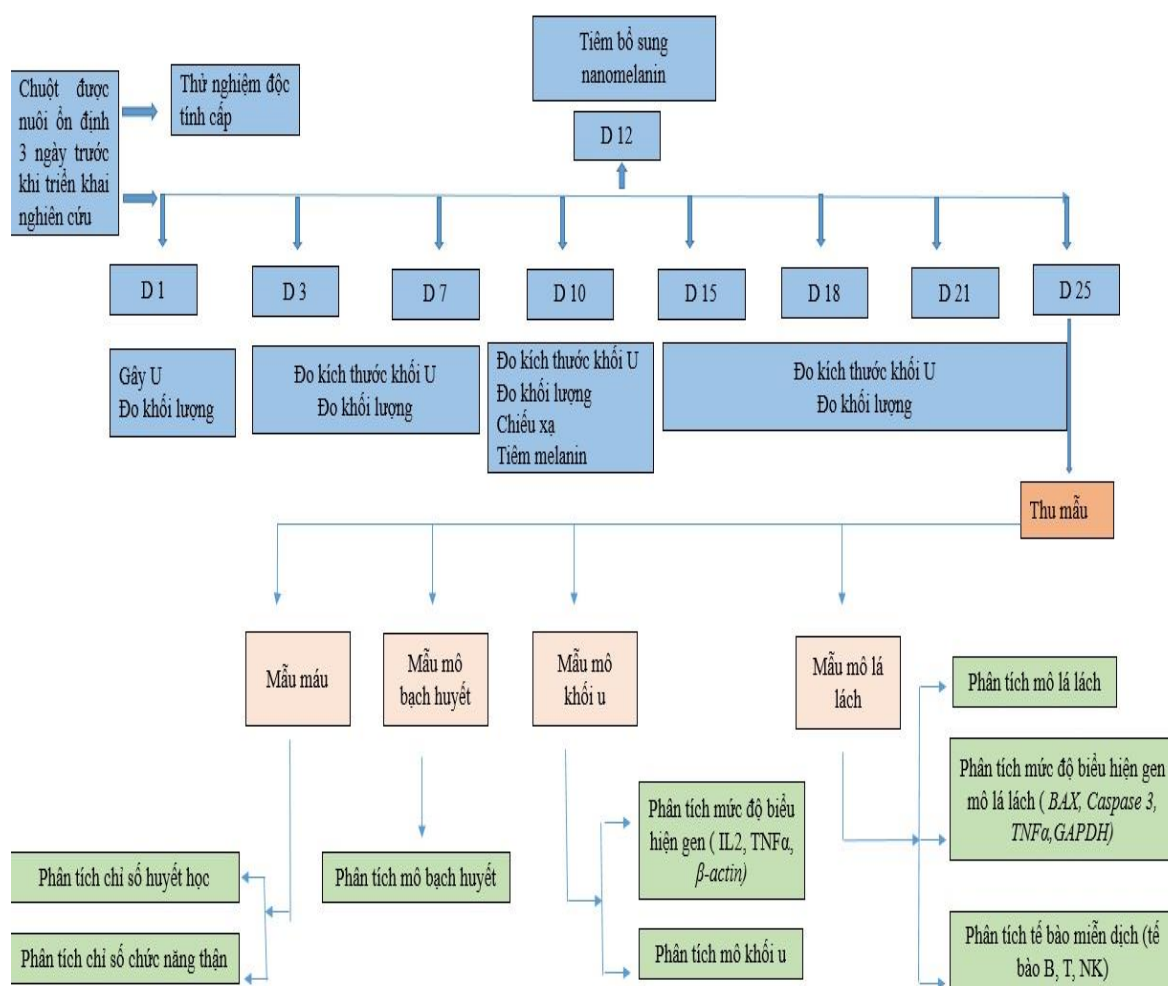 Tiêm bổ sung
nanomelanin
Chuột được
nuôi ổn định
3 ngày trước
khi triển khai
nghiên cứu
Thử nghiệm độc
tính cấp
D 12
D 1
D 3
D 7
D 10
D 15
D 18
D 21
D 25
Gây U
Đo khối lượng
Đo kích thước khối U
Đo khối lượng
Đo kích thước khối U
Đo khối lượng
Chiếu xạ
Tiêm melanin
Đo kích thước khối U
Đo khối lượng
Thu mẫu
Mẫu máu
Mẫu mô
bạch huyết
Mẫu mô
khối u
Mẫu mô lá
lách
Phân tích mô lá lách
Phân tích mức độ biểu hiện gen
mô lá lách ( BAX, Caspase 3,
TNFα,GAPDH)
Phân tích mức độ biểu
hiện gen ( IL2, TNFα,
β-actin)
Phân tích chỉ số huyết học
Phân tích mô bạch huyết
Phân tích chỉ số chức năng thận
Phân tích mô khối u
Phân tích tế bào miễn dịch (tế
bào B, T, NK)